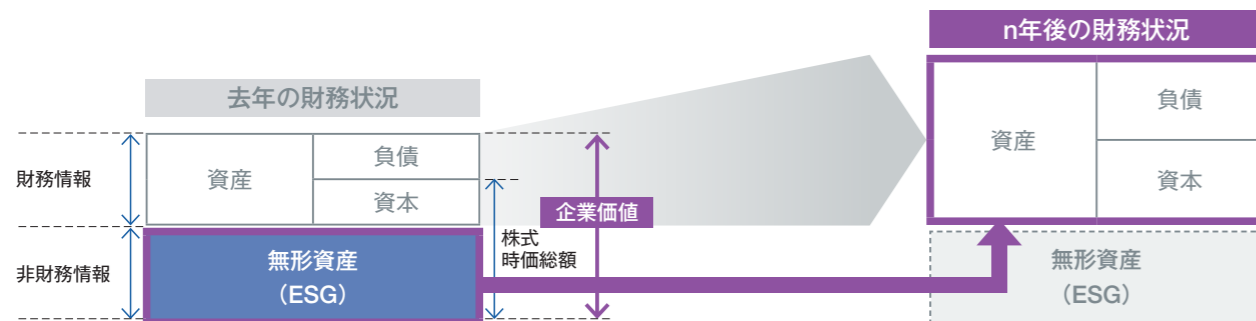 n年後の財務状況
去年の財務状況
財務情報
資産
負債
資本
企業価値
株式
時価総額
非財務情報
無形資産
（ESG）
資産
負債
資本
無形資産
（ESG）